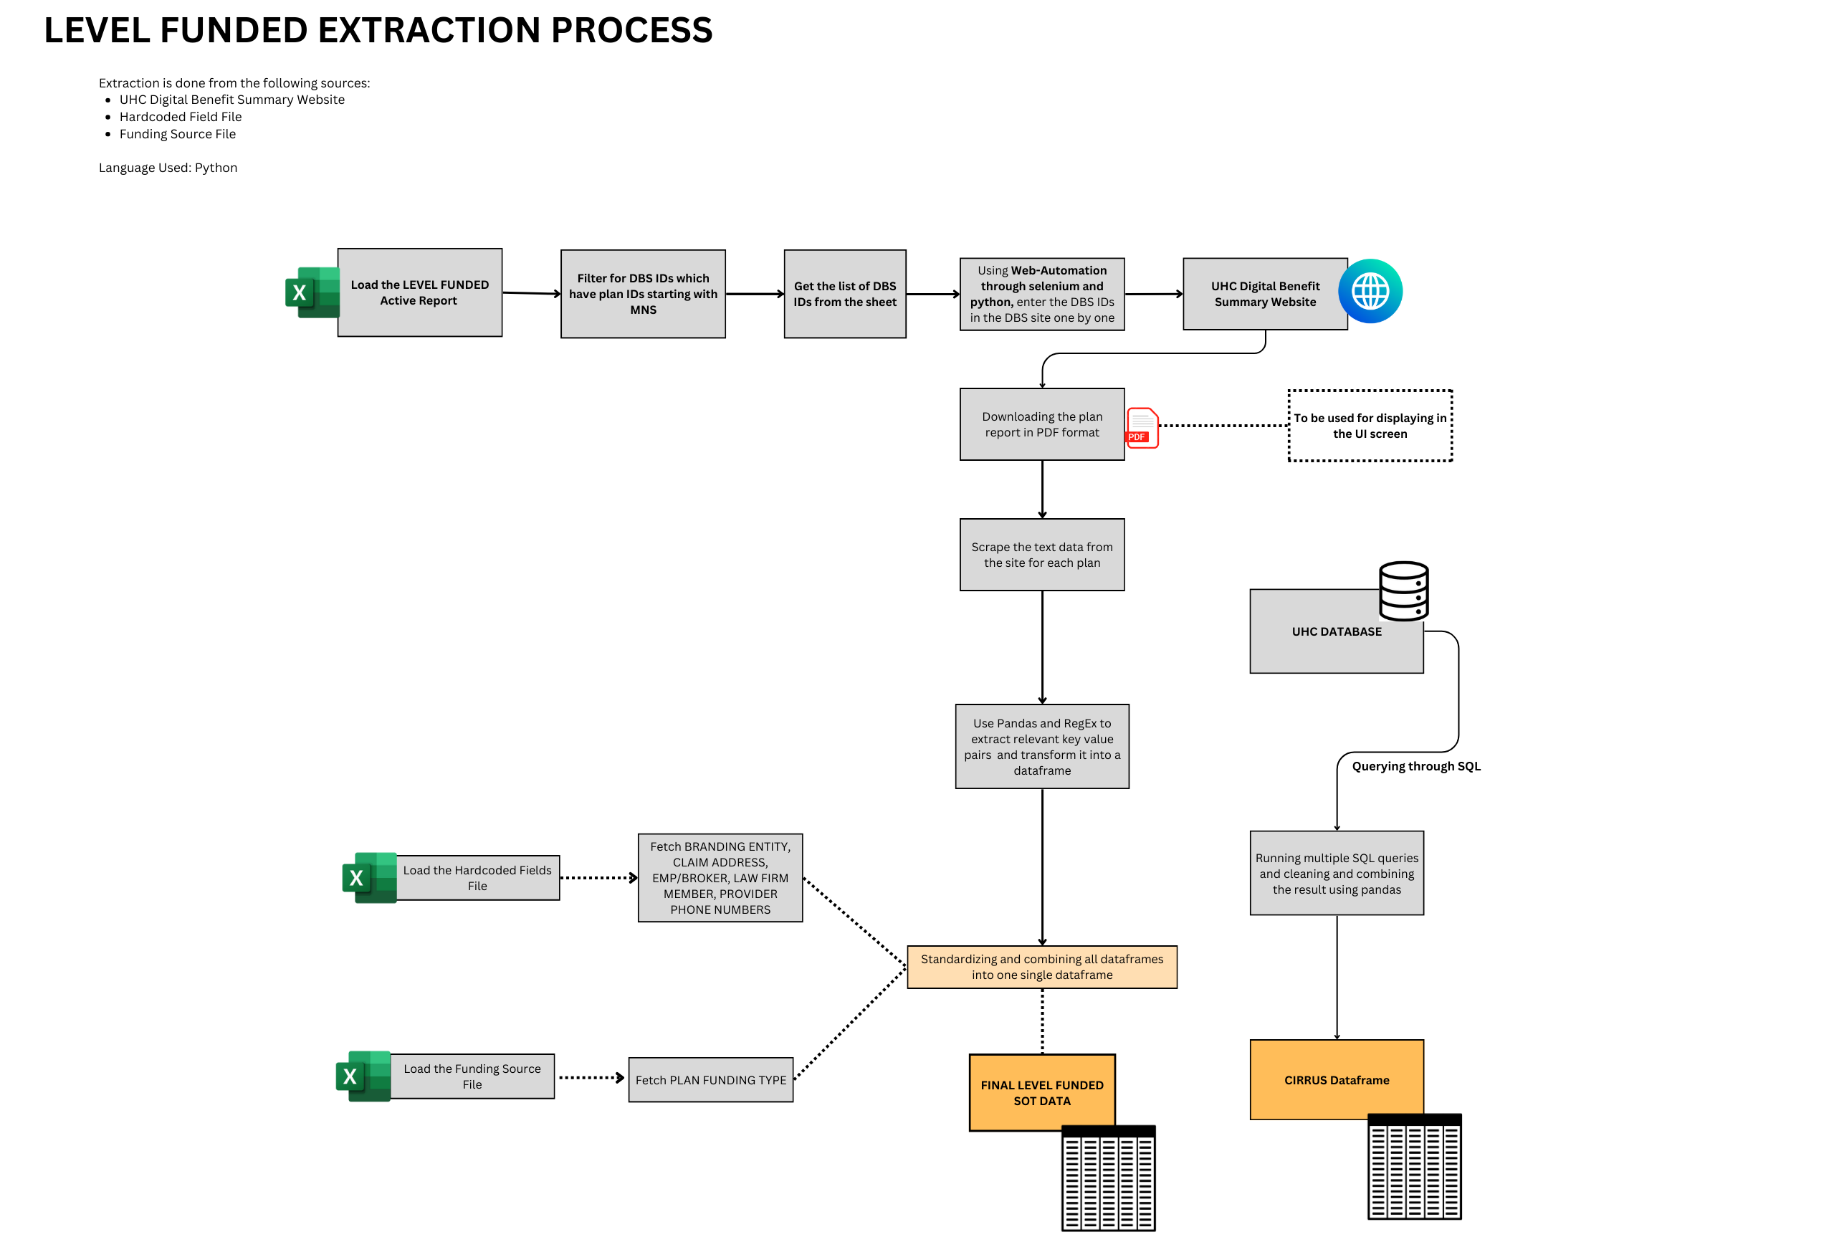 LEVEL FUNDED EXTRACTION PROCESS
Extraction is done from the following sources:
• UHC Digital Benefit Summary Website
• Hardcoded Field File
• Funding Source File
Language Used: Python
X
Load the LEVEL FUNDED
Active Report
Filter for DBS IDs which
have plan IDs starting with
MNS
Get the list of DBS
IDs from the sheet
Using Web-Automation
through selenium and
python, enter the DBS IDs
in the DBS site one by one
UHC Digital Benefit
Summary Website
Downloading the plan
report in PDF format
PDF
To be used for displaying in
the UI screen
Scrape the text data from
the site for each plan
UHC DATABASE
Use Pandas and RegEx to
extract relevant key value
pairs and transform it into a
dataframe
Querying through SQL
X
Load the Hardcoded Fields
File
Fetch BRANDING ENTITY,
CLAIM ADDRESS,
EMP/BROKER, LAW FIRM
MEMBER, PROVIDER
PHONE NUMBERS
Running multiple SQL queries
and cleaning and combining
the result using pandas
Standardizing and combining all dataframes
into one single dataframe
X
Load the Funding Source
File
Fetch PLAN FUNDING TYPE
FINAL LEVEL FUNDED
SOT DATA
CIRRUS Dataframe